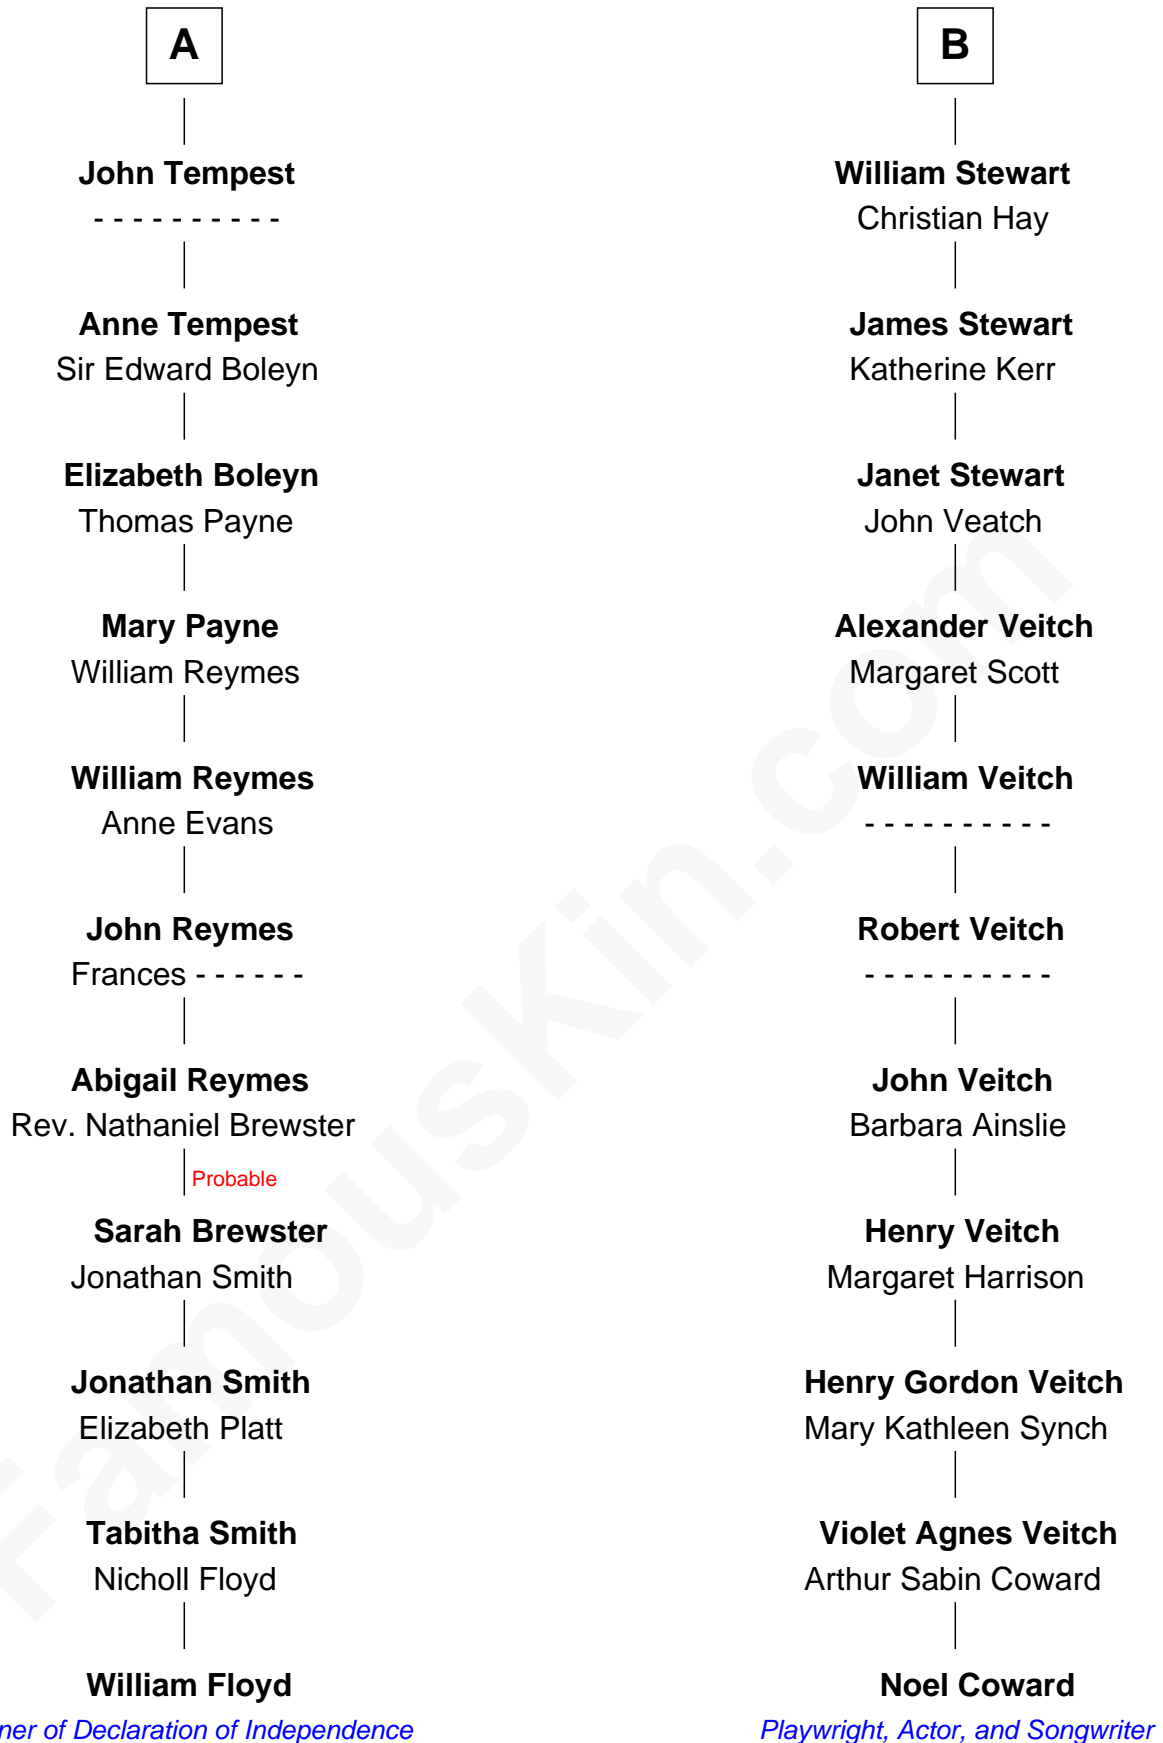 A
John Tempest
- - - - - - - - - -
Anne Tempest
Sir Edward Boleyn
Elizabeth Boleyn
Thomas Payne
Mary Payne
William Reymes
William Reymes
Anne Evans
John Reymes
Frances - - - - - -
Abigail Reymes
Rev. Nathaniel Brewster
Probable
Sarah Brewster
Jonathan Smith
Jonathan Smith
Elizabeth Platt
Tabitha Smith
Nicholl Floyd
William Floyd
ner of Declaration of Independence
B
William Stewart
Christian Hay
James Stewart
Katherine Kerr
Janet Stewart
John Veatch
Alexander Veitch
Margaret Scott
William Veitch
- - - - - - - - - -
Robert Veitch
- - - - - - - - - -
John Veitch
Barbara Ainslie
Henry Veitch
Margaret Harrison
Henry Gordon Veitch
Mary Kathleen Synch
Violet Agnes Veitch
Arthur Sabin Coward
Noel Coward
Playwright, Actor, and Songwriter
FamousKin.com